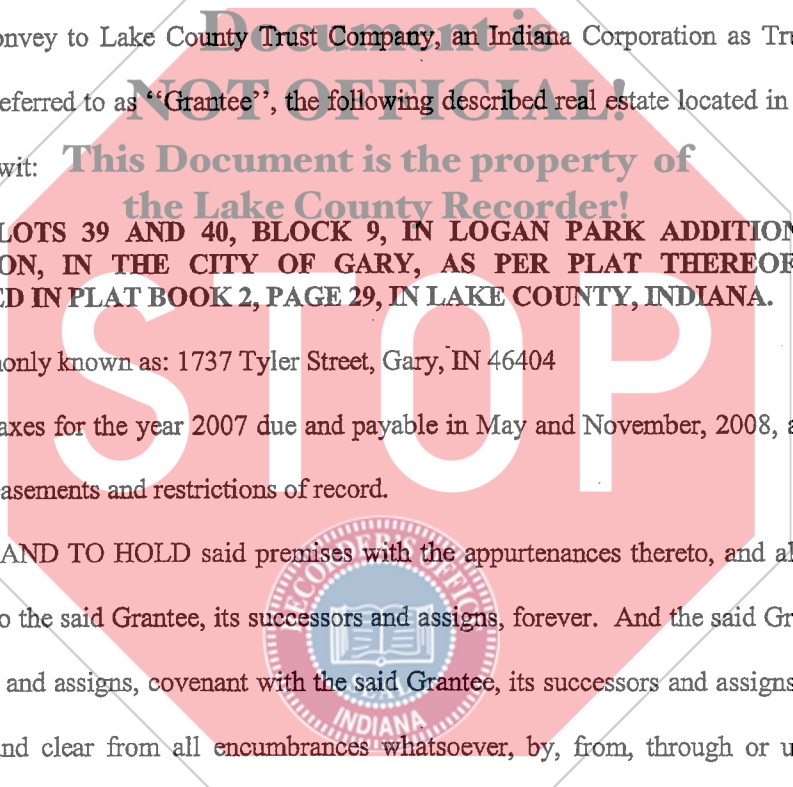 Document is
onvey to Lake County Trust Company, an Indiana Corporation as Tru
NOT OFFICIAL!
eferred to as "Grantee", the following described real estate located in
This Document is the property of
wit:
the Lake County Recorder!
LOTS 39 AND 40, BLOCK 9, IN LOGAN PARK ADDITION
ON, IN THE CITY OF GARY, AS PER PLAT THEREOF
ED IN PLAT BOOK 2, PAGE 29, IN LAKE COUNTY, INDIANA.
STOP
only known as: 1737 Tyler Street, Gary, IN 46404
axes for the year 2007 due and payable in May and November, 2008, a
asements and restrictions of record.
AND TO HOLD said premises with the appurtenances thereto, and al
RECORDER'S OFFICE
o the said Grantee, its successors and assigns, forever. And the said Gr
and assigns, covenant with the said Grantee, its successors and assigns
SEAL
INDIANA
nd clear from all encumbrances whatsoever, by, from, through or u